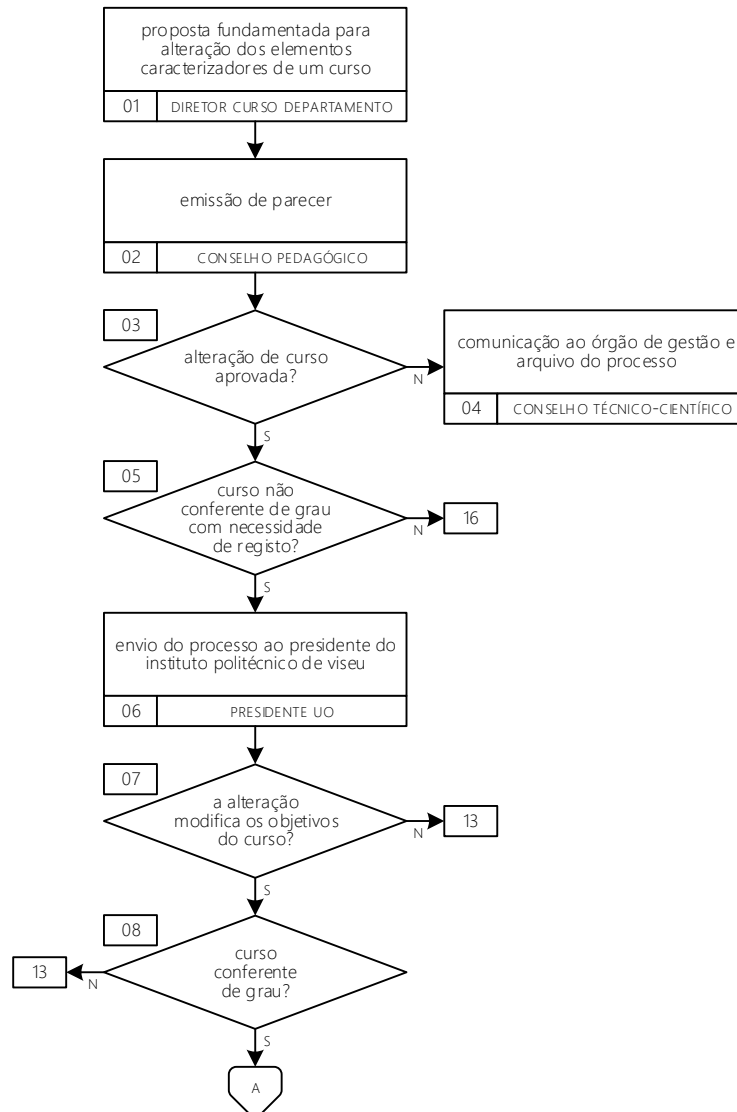 proposta fundamentada para
alteração dos elementos
caracterizadores de um curso
01 DIRETOR CURSO DEPARTAMENTO
emissão de parecer
02 CONSELHO PEDAGÓGICO
03
alteração de curso
aprovada?
N
comunicação ao órgão de gestão e
arquivo do processo
04 CONSELHO TÉCNICO-CIENTÍFICO
S
05
curso não
conferente de grau
com necessidade
de registo?
N
16
S
envio do processo ao presidente do
instituto politécnico de viseu
06 PRESIDENTE UO
07
a alteração
modifica os objetivos
do curso?
N
13
S
08
curso
conferente
de grau?
13
N
S
A